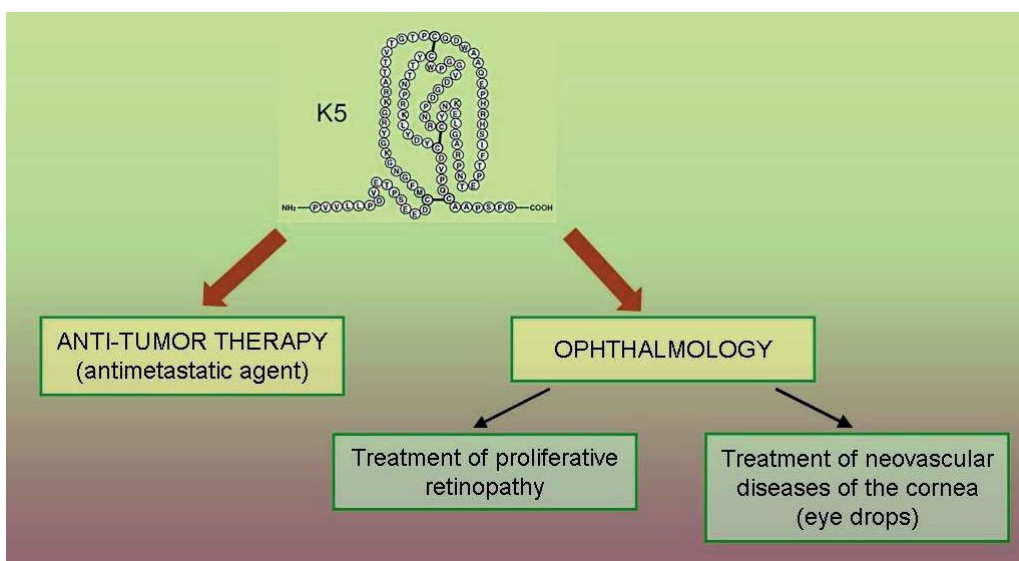 K5
NH₂—PVVLLPDVETPSEEDCMFGNGKGYRGKRATTVTGTPCQDWAAQEPHRHSIFTPETNPRAGLEKNYCRNPDGDVGGPWCYTTNPRKLYDYCDVPQCAAPSFD—COOH
ANTI-TUMOR THERAPY
(antimetastatic agent)
OPHTHALMOLOGY
Treatment of proliferative
retinopathy
Treatment of neovascular
diseases of the cornea
(eye drops)